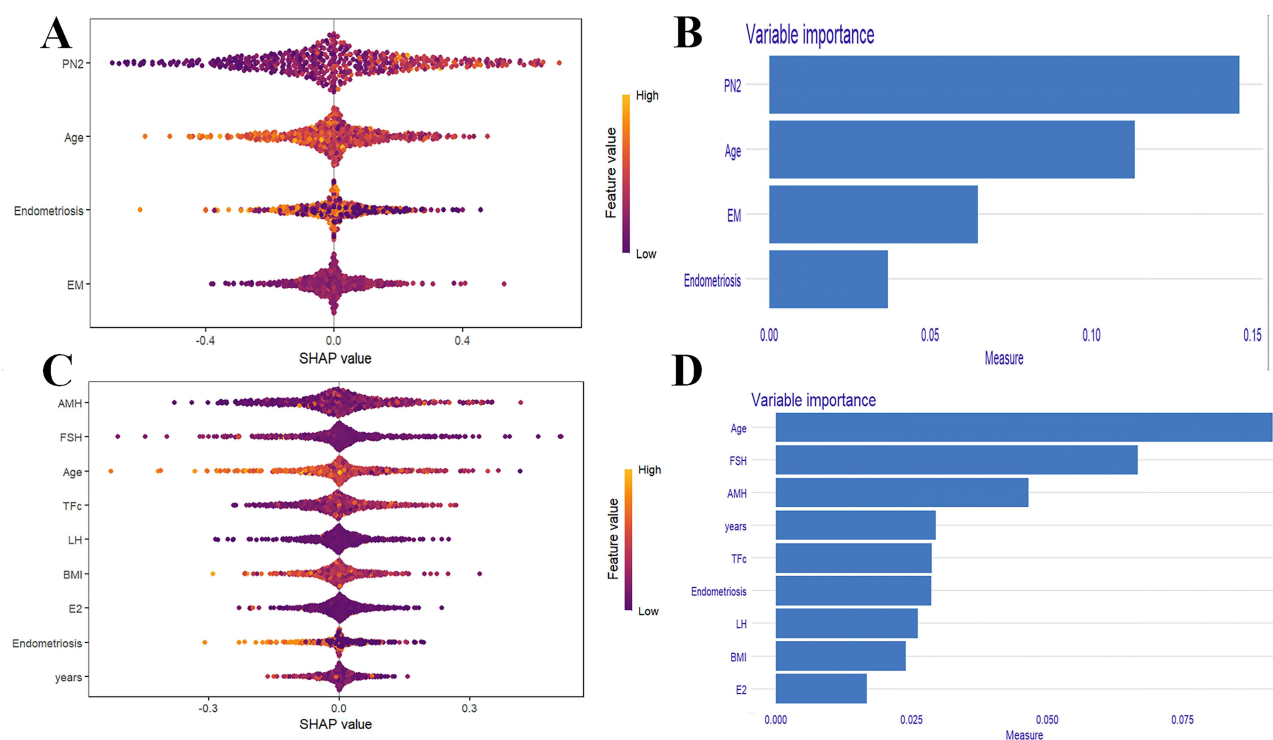 A
PN2
Age
Endometriosis
EM
-0.4
0.0
0.4
SHAP value
High
Feature value
Low
B
Variable importance
PN2
Age
EM
Endometriosis
0.00
0.05
0.10
0.15
Measure
C
AMH
FSH
Age
TFc
LH
BMI
E2
Endometriosis
years
-0.3
0.0
0.3
SHAP value
High
Feature value
Low
D
Variable importance
Age
FSH
AMH
years
TFc
Endometriosis
LH
BMI
E2
0.000
0.025
0.050
0.075
Measure